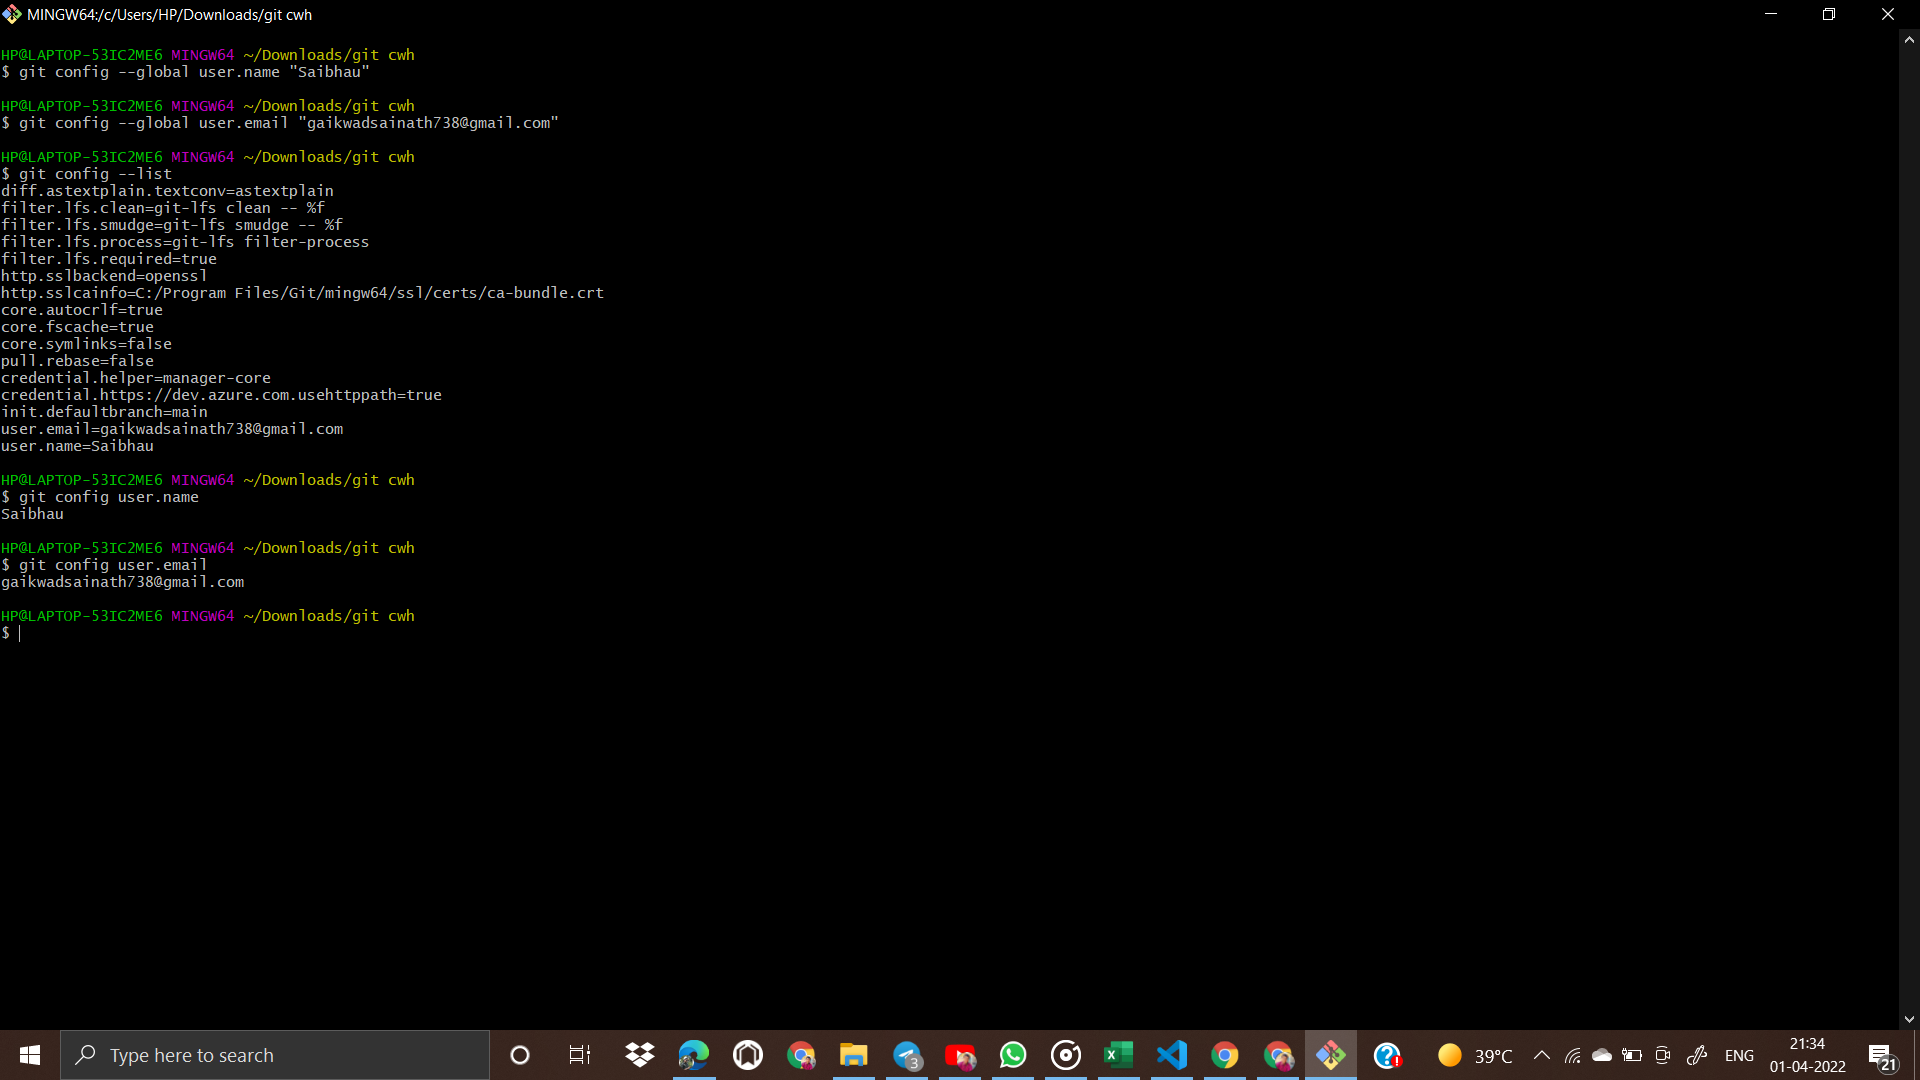 MINGW64:/c/Users/HP/Downloads/git cwh
HP@LAPTOP-53IC2ME6 MINGW64 ~/Downloads/git cwh
$ git config --global user.name "Saibhau"
HP@LAPTOP-53IC2ME6 MINGW64 ~/Downloads/git cwh
$ git config --global user.email "gaikwadsainath738@gmail.com"
HP@LAPTOP-53IC2ME6 MINGW64 ~/Downloads/git cwh
$ git config --list
diff.astextplain.textconv=astextplain
filter.lfs.clean=git-lfs clean -- %f
filter.lfs.smudge=git-lfs smudge -- %f
filter.lfs.process=git-lfs filter-process
filter.lfs.required=true
http.sslbackend=openssl
http.sslcainfo=C:/Program Files/Git/mingw64/ssl/certs/ca-bundle.crt
core.autocrlf=true
core.fscache=true
core.symlinks=false
pull.rebase=false
credential.helper=manager-core
credential.https://dev.azure.com.usehttppath=true
init.defaultbranch=main
user.email=gaikwadsainath738@gmail.com
user.name=Saibhau
HP@LAPTOP-53IC2ME6 MINGW64 ~/Downloads/git cwh
$ git config user.name
Saibhau
HP@LAPTOP-53IC2ME6 MINGW64 ~/Downloads/git cwh
$ git config user.email
gaikwadsainath738@gmail.com
HP@LAPTOP-53IC2ME6 MINGW64 ~/Downloads/git cwh
$
Type here to search
3
39°C
ENG
21:34
01-04-2022
21